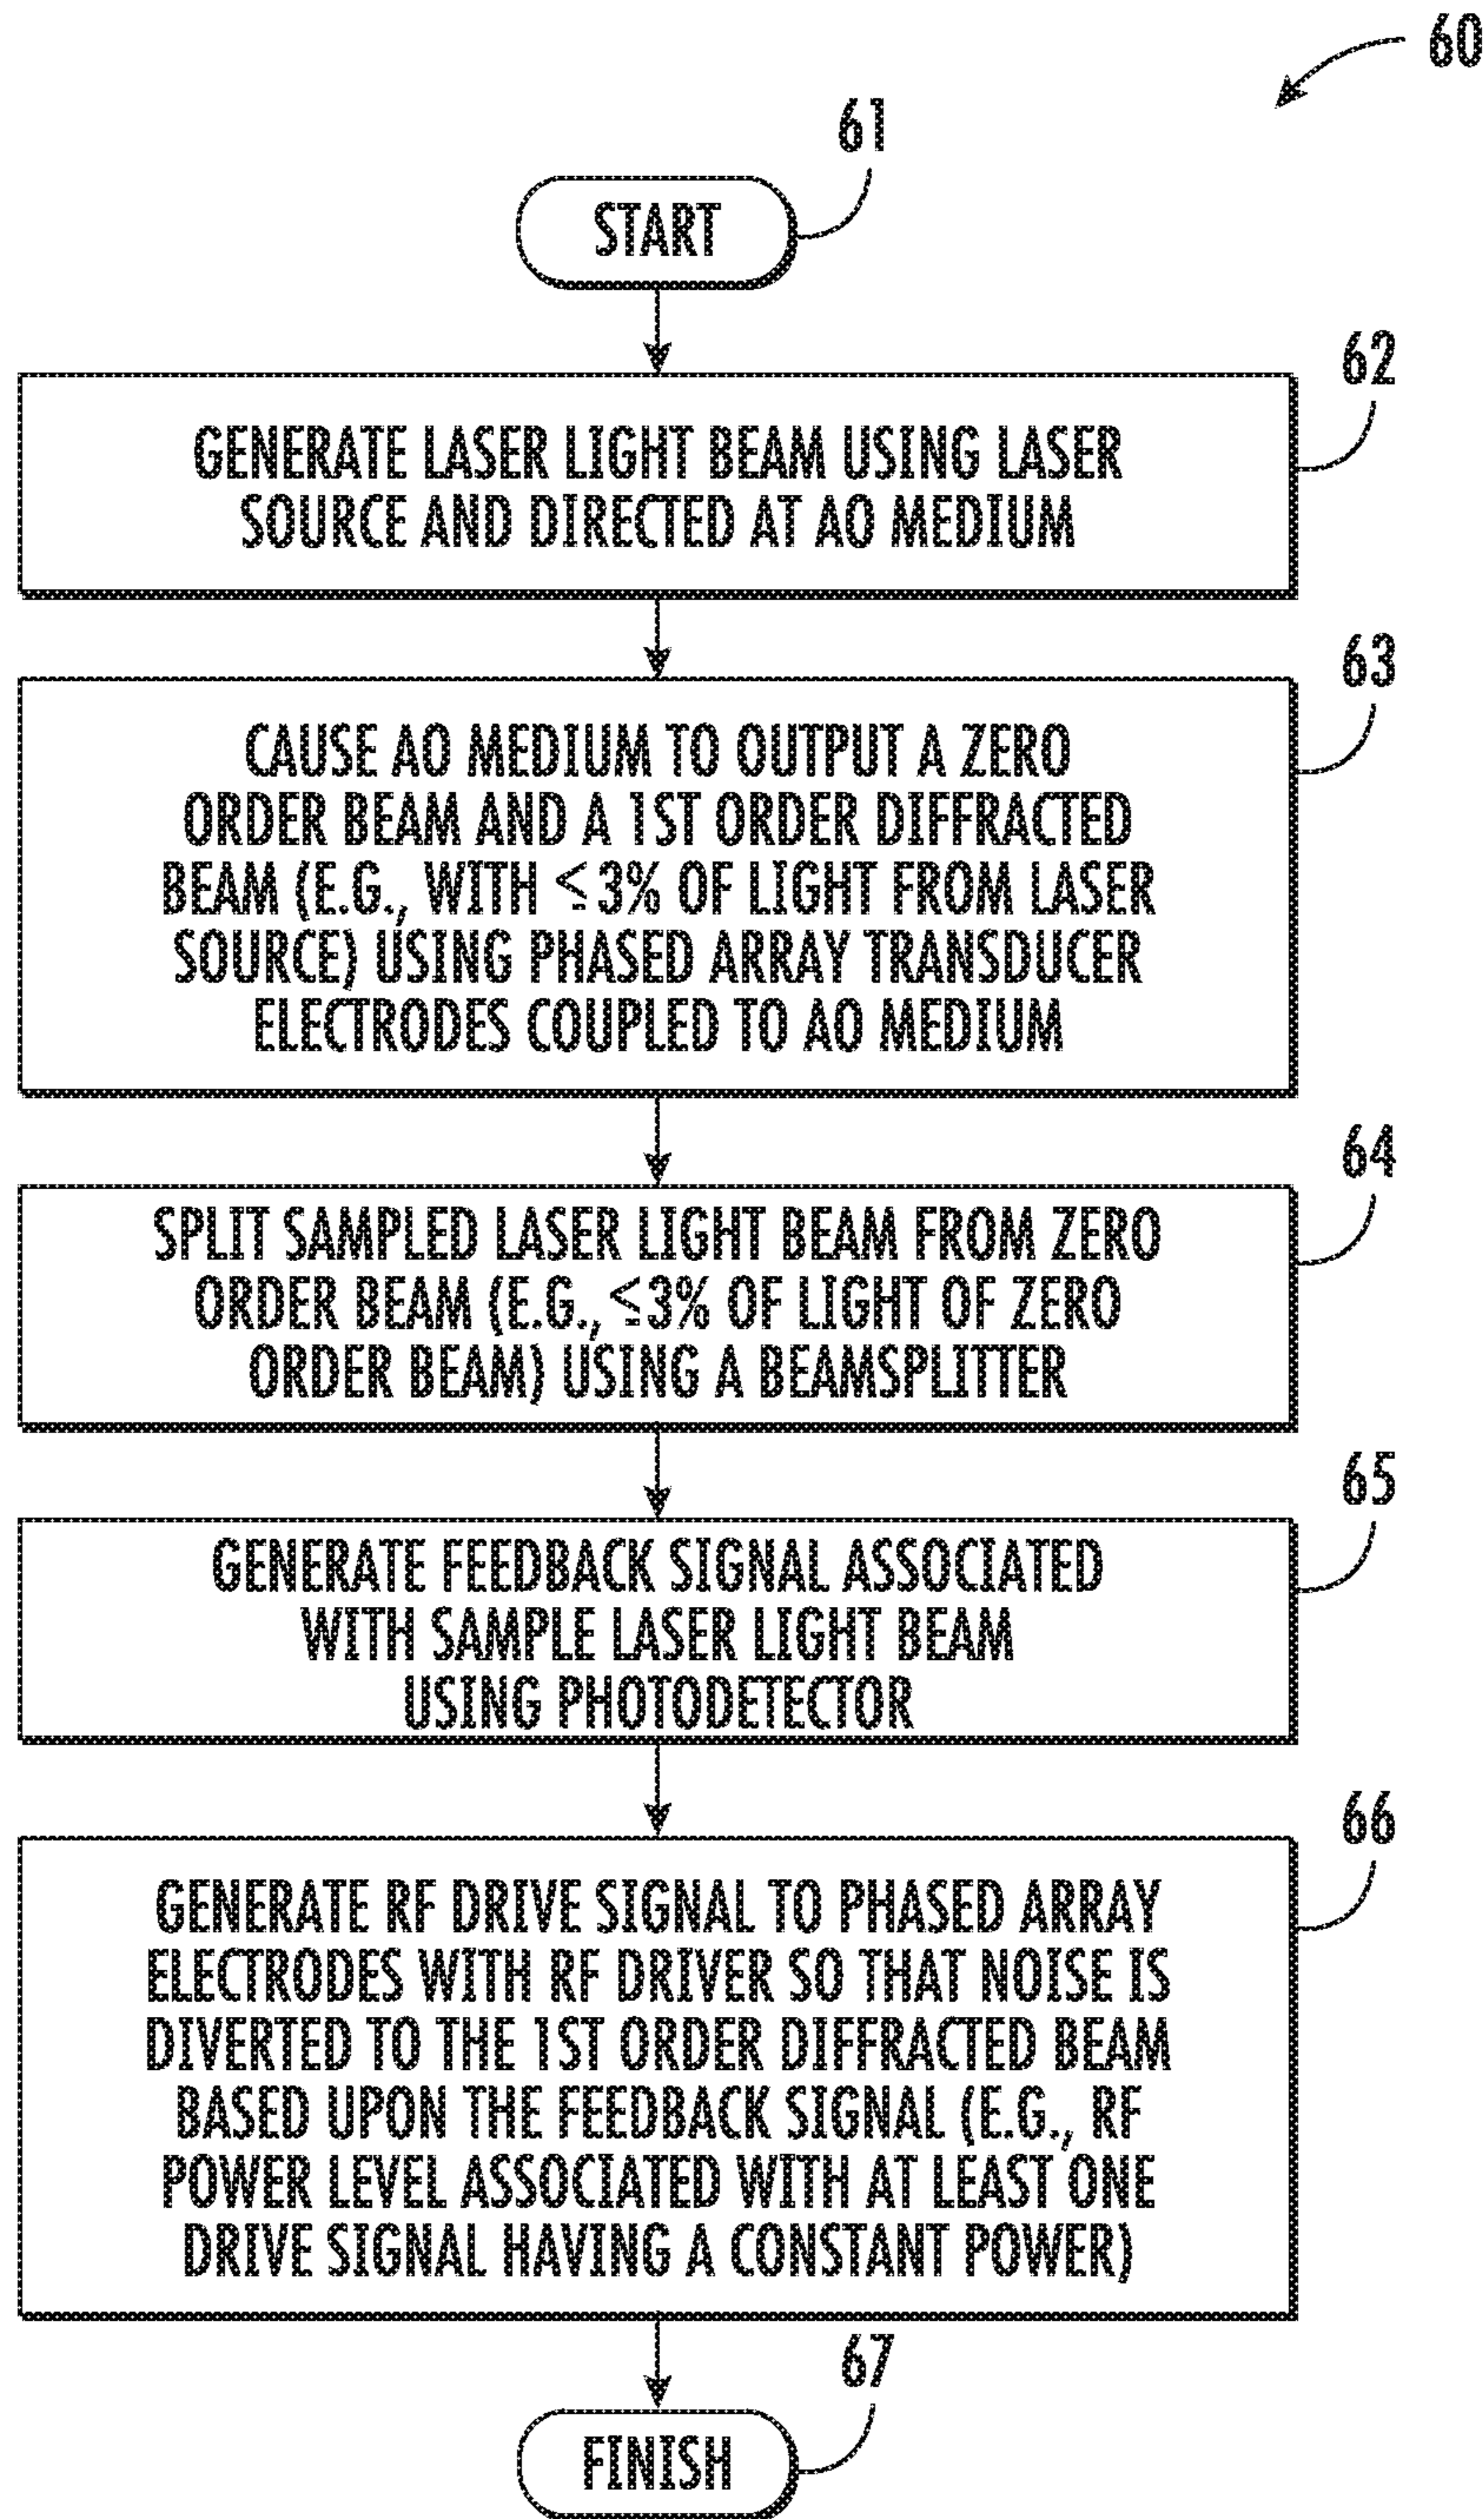 60
61
START
62
GENERATE LASER LIGHT BEAM USING LASER
SOURCE AND DIRECTED AT AO MEDIUM
63
CAUSE AO MEDIUM TO OUTPUT A ZERO
ORDER BEAM AND A 1ST ORDER DIFFRACTED
BEAM (E.G., WITH ≤3% OF LIGHT FROM LASER
SOURCE) USING PHASED ARRAY TRANSDUCER
ELECTRODES COUPLED TO AO MEDIUM
64
SPLIT SAMPLED LASER LIGHT BEAM FROM ZERO
ORDER BEAM (E.G., ≤3% OF LIGHT OF ZERO
ORDER BEAM) USING A BEAMSPLITTER
65
GENERATE FEEDBACK SIGNAL ASSOCIATED
WITH SAMPLE LASER LIGHT BEAM
USING PHOTODETECTOR
66
GENERATE RF DRIVE SIGNAL TO PHASED ARRAY
ELECTRODES WITH RF DRIVER SO THAT NOISE IS
DIVERTED TO THE 1ST ORDER DIFFRACTED BEAM
BASED UPON THE FEEDBACK SIGNAL (E.G., RF
POWER LEVEL ASSOCIATED WITH AT LEAST ONE
DRIVE SIGNAL HAVING A CONSTANT POWER)
67
FINISH